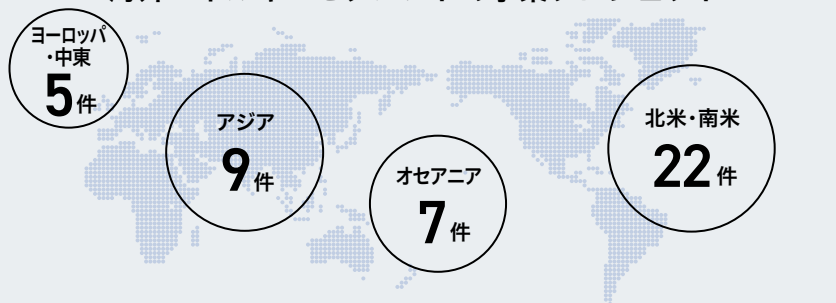 ヨーロッパ
・中東
5件
アジア
9件
オセアニア
7件
北米・南米
22件